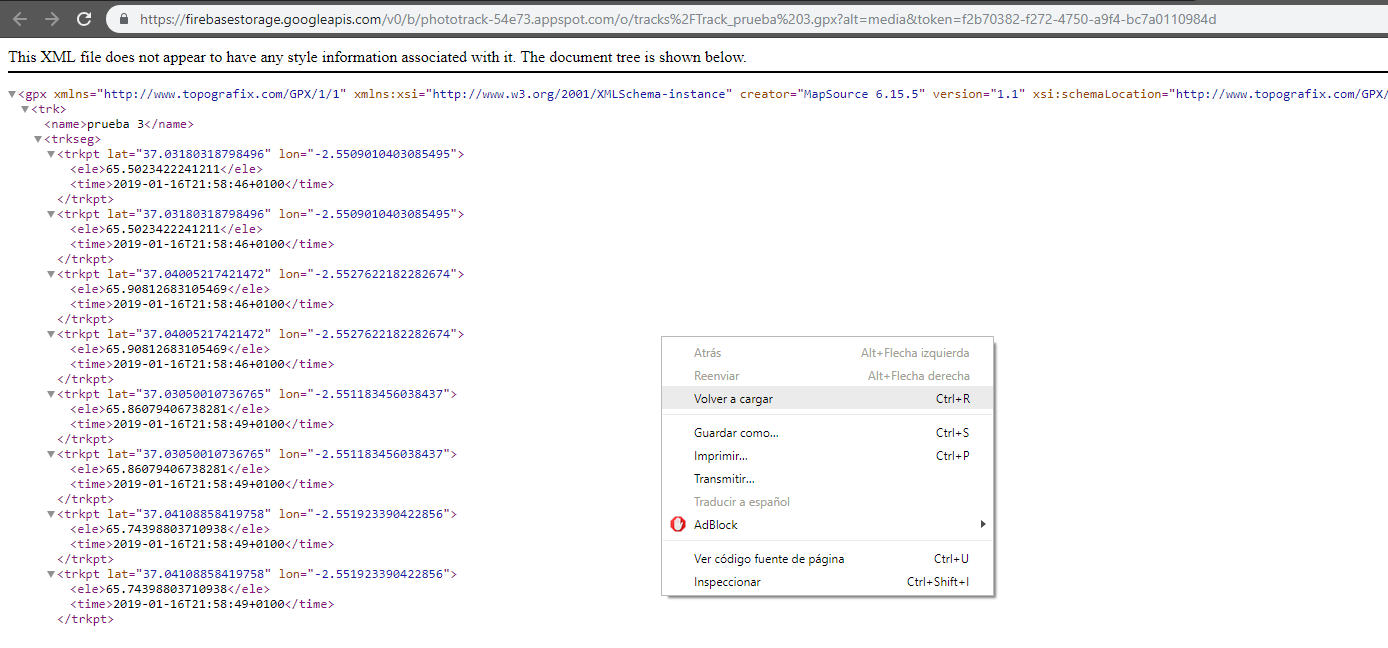 https://firebasestorage.googleapis.com/v0/b/phototrack-54e73.appspot.com/o/tracks%2FTrack_prueba%203.gpx?alt=media&token=f2b70382-f272-4750-a9f4-bc7a0110984d
This XML file does not appear to have any style information associated with it. The document tree is shown below.
<gpx xmlns="http://www.topografix.com/GPX/1/1" xmlns:xsi="http://www.w3.org/2001/XMLSchema-instance" creator="MapSource 6.15.5" version="1.1" xsi:schemaLocation="http://www.topografix.com/GPX/
<trk>
<name>prueba 3</name>
<trkseg>
<trkpt lat="37.03180318798496" lon="-2.5509010403085495">
<ele>65.5023422241211</ele>
<time>2019-01-16T21:58:46+0100</time>
</trkpt>
<trkpt lat="37.03180318798496" lon="-2.5509010403085495">
<ele>65.5023422241211</ele>
<time>2019-01-16T21:58:46+0100</time>
</trkpt>
<trkpt lat="37.04005217421472" lon="-2.5527622182282674">
<ele>65.90812683105469</ele>
<time>2019-01-16T21:58:46+0100</time>
</trkpt>
<trkpt lat="37.04005217421472" lon="-2.5527622182282674">
<ele>65.90812683105469</ele>
<time>2019-01-16T21:58:46+0100</time>
</trkpt>
<trkpt lat="37.03050010736765" lon="-2.551183456038437">
<ele>65.86079406738281</ele>
<time>2019-01-16T21:58:49+0100</time>
</trkpt>
<trkpt lat="37.03050010736765" lon="-2.551183456038437">
<ele>65.86079406738281</ele>
<time>2019-01-16T21:58:49+0100</time>
</trkpt>
<trkpt lat="37.04108858419758" lon="-2.551923390422856">
<ele>65.74398803710938</ele>
<time>2019-01-16T21:58:49+0100</time>
</trkpt>
<trkpt lat="37.04108858419758" lon="-2.551923390422856">
<ele>65.74398803710938</ele>
<time>2019-01-16T21:58:49+0100</time>
</trkpt>
Atrás Alt+Flecha izquierda
Reenviar Alt+Flecha derecha
Volver a cargar Ctrl+R
Guardar como... Ctrl+S
Imprimir... Ctrl+P
Transmitir...
Traducir a español
AdBlock
Ver código fuente de página Ctrl+U
Inspeccionar Ctrl+Shift+I